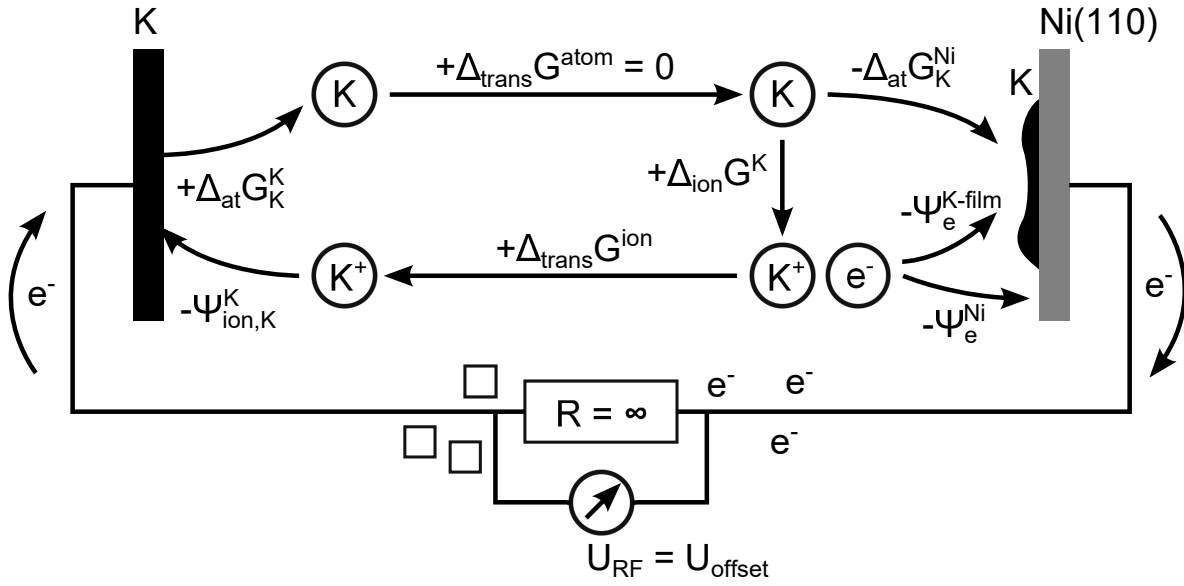 K
Ni(110)
K
+Δ_trans G^atom = 0
K
-Δ_at G_K^Ni
K
+Δ_at G_K^K
+Δ_ion G^K
-Ψ_e^K-film
e⁻
K⁺
+Δ_trans G^ion
K⁺
e⁻
e⁻
-Ψ_ion,K^K
-Ψ_e^Ni
e⁻
e⁻
R = ∞
e⁻
U_RF = U_offset